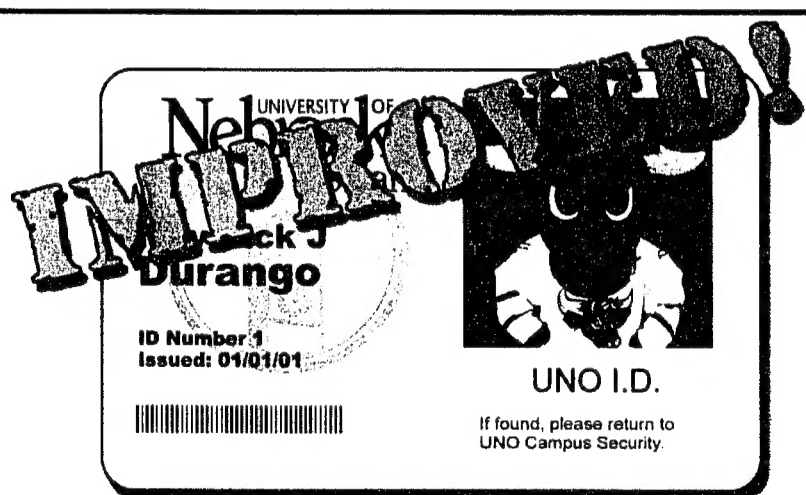 IMPROVED!
UNIVERSITY OF
J
Durango
ID Number 1
Issued: 01/01/01
UNO I.D.
If found, please return to
UNO Campus Security.